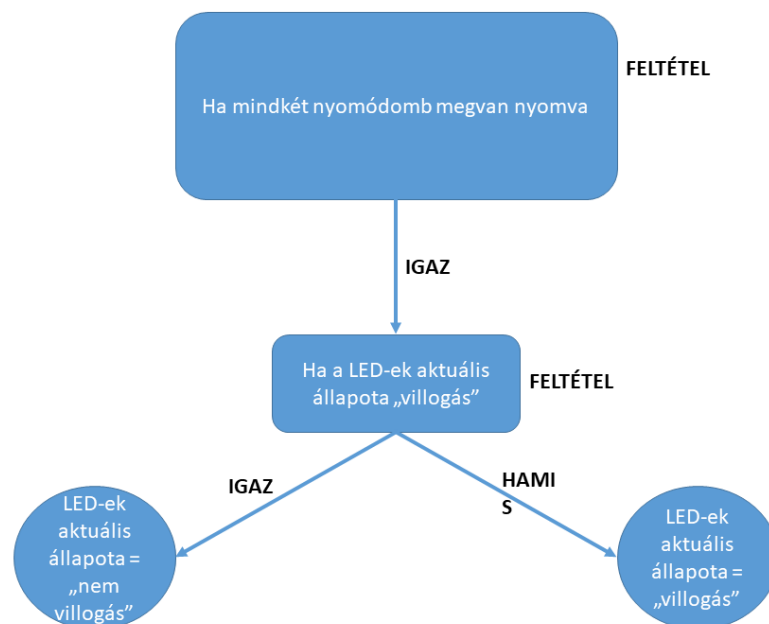 Ha mindkét nyomódomb megvan nyomva
FELTÉTEL
IGAZ
Ha a LED-ek aktuális
állapota „villogás”
FELTÉTEL
IGAZ
HAMI
S
LED-ek
aktuális
állapota =
„nem
villogás”
LED-ek
aktuális
állapota =
„villogás”